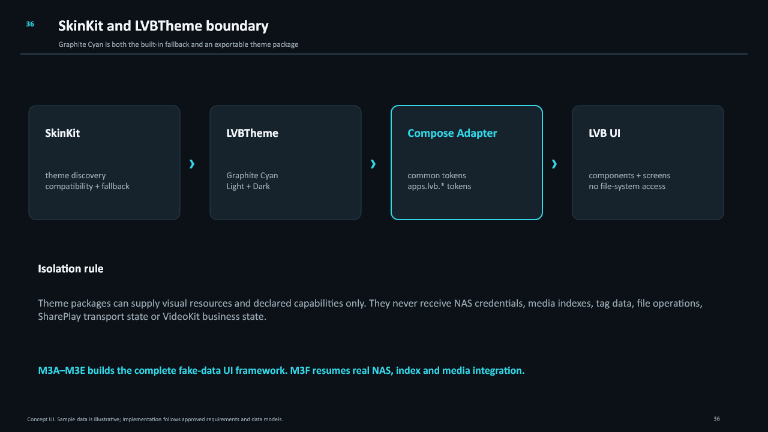 36
SkinKit and LVBTheme boundary
Graphite Cyan is both the built-in fallback and an exportable theme package
SkinKit
theme discovery
compatibility + fallback
›
LVBTheme
Graphite Cyan
Light + Dark
›
Compose Adapter
common tokens
apps.lvb.* tokens
›
LVB UI
components + screens
no file-system access
Isolation rule
Theme packages can supply visual resources and declared capabilities only. They never receive NAS credentials, media indexes, tag data, file operations,
SharePlay transport state or VideoKit business state.
M3A–M3E builds the complete fake-data UI framework. M3F resumes real NAS, index and media integration.
Concept UI. Sample data is illustrative; implementation follows approved requirements and data models.
36